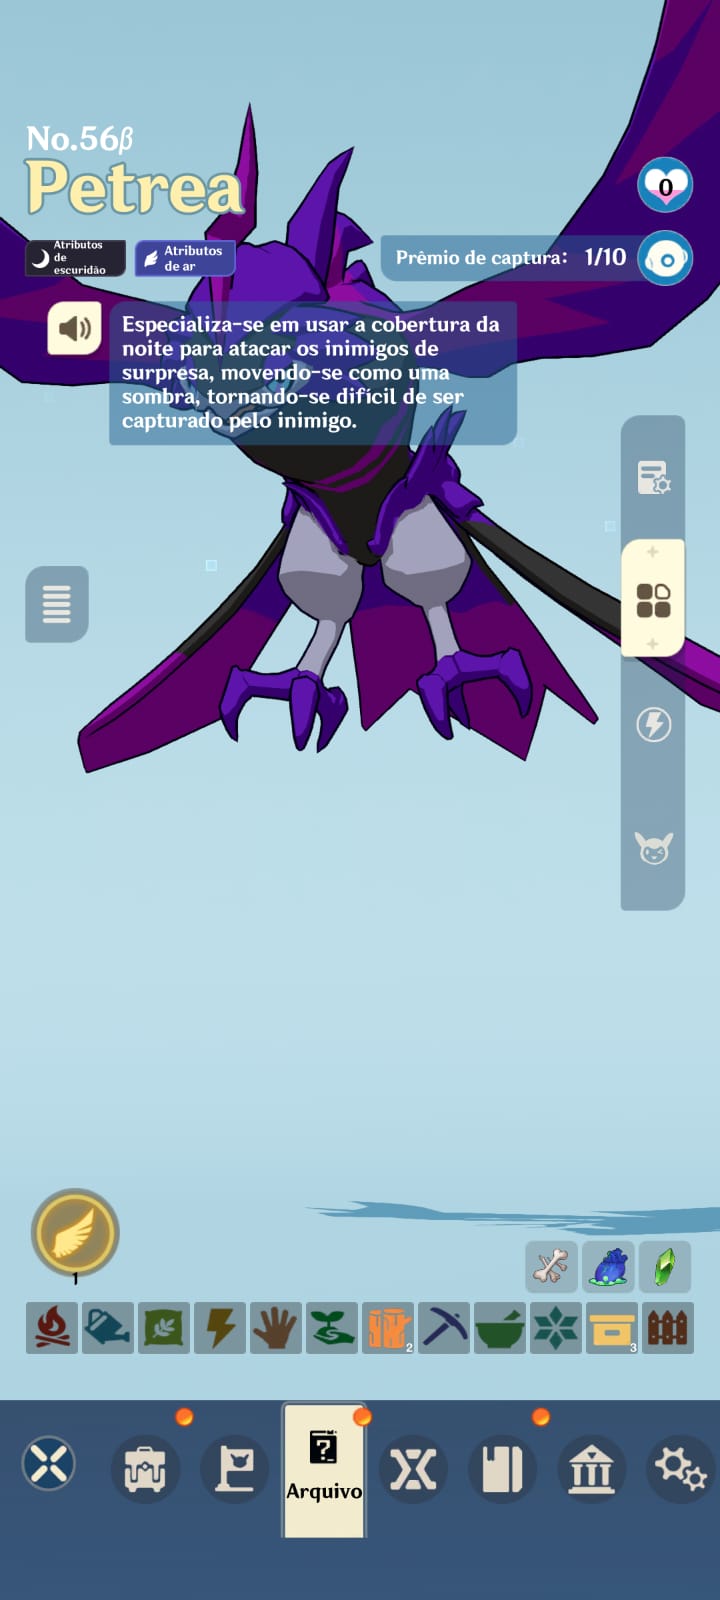 No.56β
Petrea
0
Atributos
de
escuridão
Atributos
de ar
Prêmio de captura: 1/10
Especializa-se em usar a cobertura da
noite para atacar os inimigos de
surpresa, movendo-se como uma
sombra, tornando-se difícil de ser
capturado pelo inimigo.
1
2
3
Arquivo